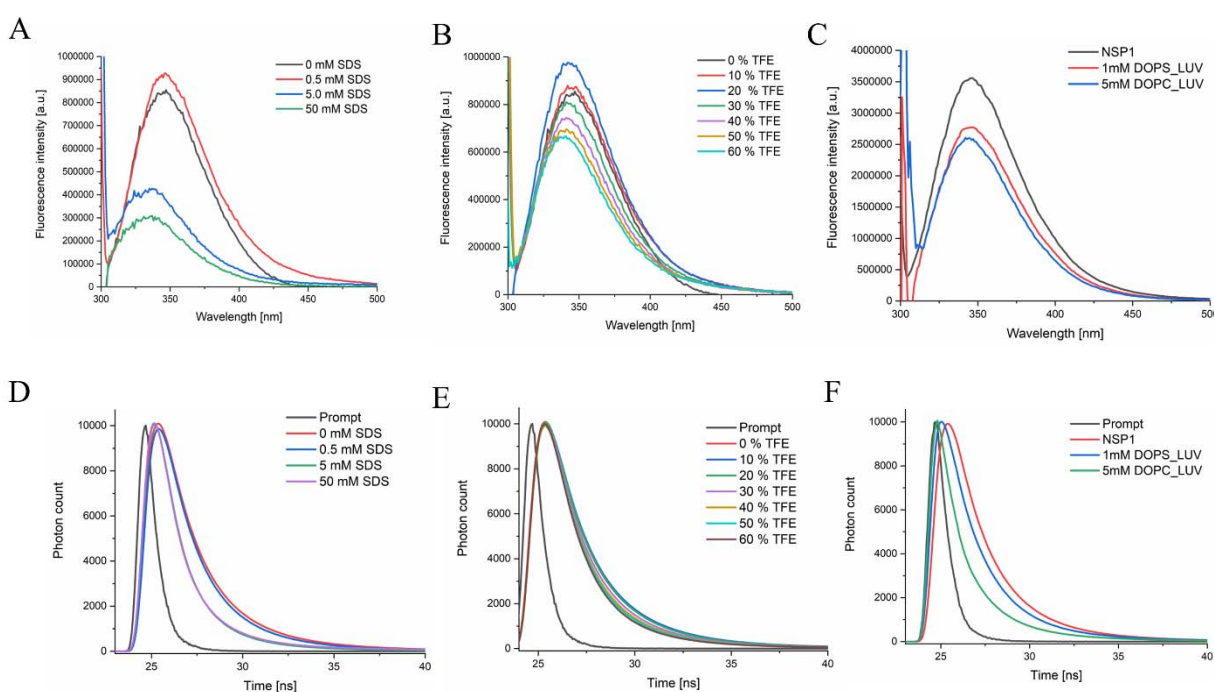 A
Fluorescence intensity [a.u.]
1000000
900000
800000
700000
600000
500000
400000
300000
200000
100000
0
300 350 400 450 500
Wavelength [nm]
0 mM SDS
0.5 mM SDS
5.0 mM SDS
50 mM SDS
B
Fluorescence intensity [a.u.]
1000000
800000
600000
400000
200000
0
300 350 400 450 500
Wavelength [nm]
0 % TFE
10 % TFE
20 % TFE
30 % TFE
40 % TFE
50 % TFE
60 % TFE
C
Fluorescence intensity [a.u.]
4000000
3500000
3000000
2500000
2000000
1500000
1000000
500000
0
300 350 400 450 500
Wavelength [nm]
NSP1
1mM DOPS_LUV
5mM DOPC_LUV
D
Photon count
10000
8000
6000
4000
2000
0
25 30 35 40
Time [ns]
Prompt
0 mM SDS
0.5 mM SDS
5 mM SDS
50 mM SDS
E
Photon count
10000
8000
6000
4000
2000
0
25 30 35 40
Time [ns]
Prompt
0 % TFE
10 % TFE
20 % TFE
30 % TFE
40 % TFE
50 % TFE
60 % TFE
F
Photon count
10000
8000
6000
4000
2000
0
25 30 35 40
Time [ns]
Prompt
NSP1
1mM DOPS_LUV
5mM DOPC_LUV